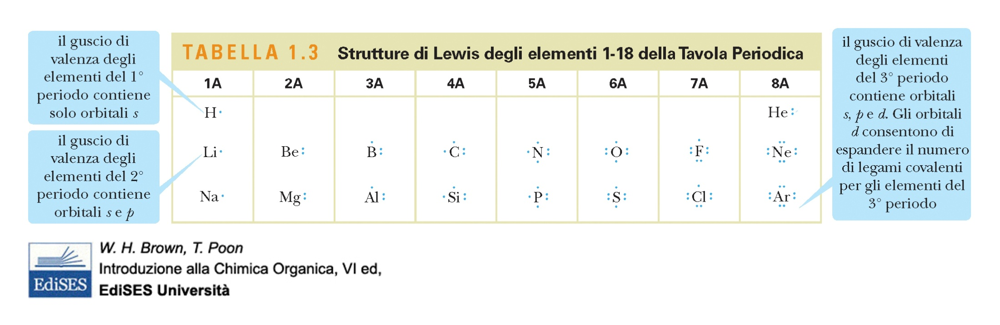 il guscio di
valenza degli
elementi del 1°
periodo contiene
solo orbitali s
il guscio di
valenza degli
elementi del 2°
periodo contiene
orbitali s e p
TABELLA 1.3 Strutture di Lewis degli elementi 1-18 della Tavola Periodica
1A 2A 3A 4A 5A 6A 7A 8A
H He
Li Be B C N O F Ne
Na Mg Al Si P S Cl Ar
il guscio di valenza
degli elementi
del 3° periodo
contiene orbitali
s, p e d. Gli orbitali
d consentono di
espandere il numero
di legami covalenti
per gli elementi del
3° periodo
EdiSES
W. H. Brown, T. Poon
Introduzione alla Chimica Organica, VI ed,
EdiSES Università